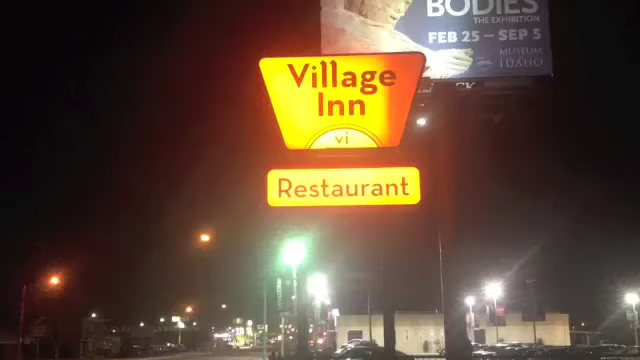 BODIES
THE EXHIBITION
FEB 25 – SEP 5
MUSEUM
IDAHO
Village
Inn
vi
Restaurant